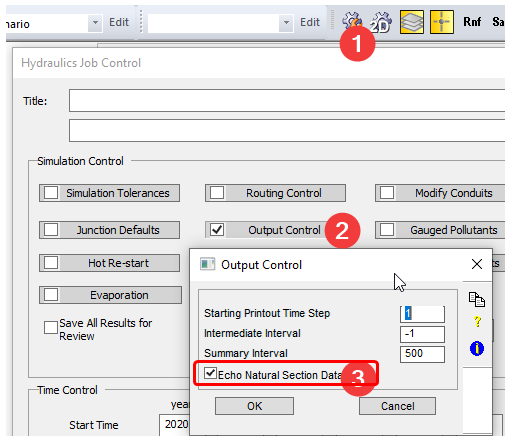 nario Edit Edit 2D Rnf Sa
1
Hydraulics Job Control
Title:
Simulation Control
Simulation Tolerances Routing Control Modify Conduits
Junction Defaults Output Control 2 Gauged Pollutants
Hot Re-start ts
Evaporation
Save All Results for
Review
Output Control
Starting Printout Time Step 1
Intermediate Interval -1
Summary Interval 500
Echo Natural Section Data 3
OK Cancel
?
i
Time Control
yea
Start Time 2020